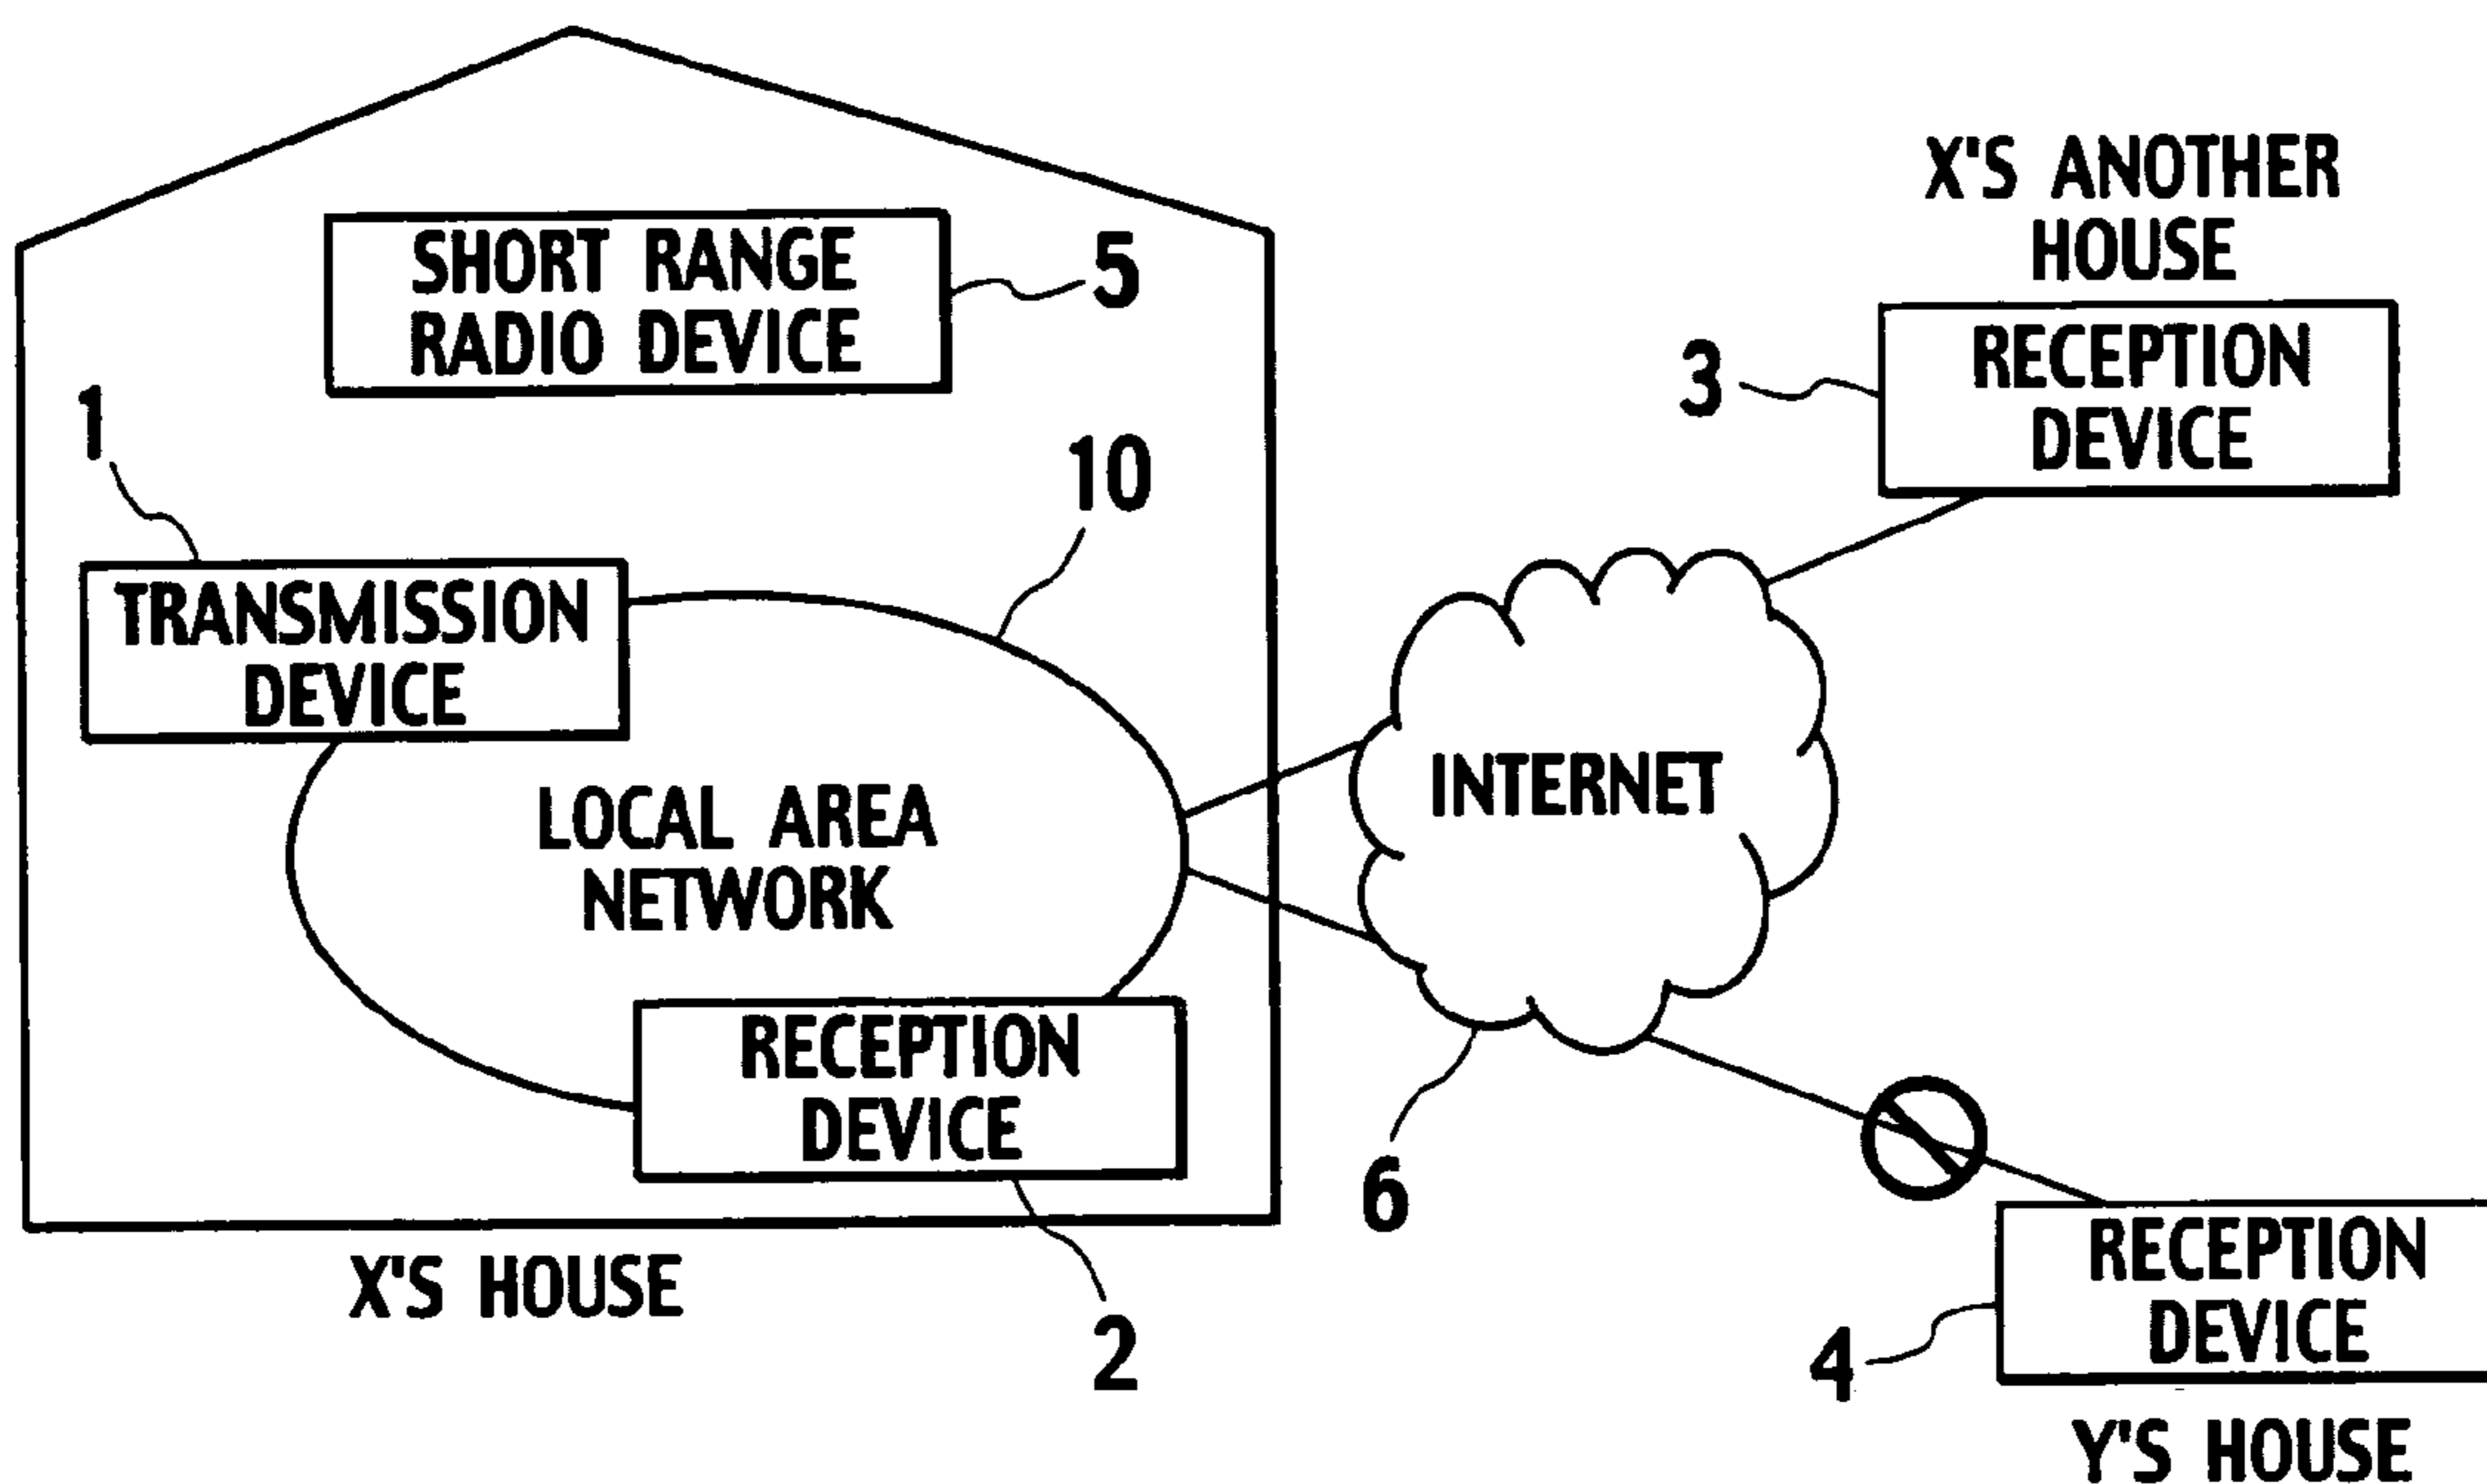 SHORT RANGE
RADIO DEVICE
5
X'S ANOTHER
HOUSE
3
RECEPTION
DEVICE
1
10
TRANSMISSION
DEVICE
LOCAL AREA
NETWORK
INTERNET
RECEPTION
DEVICE
6
X'S HOUSE
2
RECEPTION
DEVICE
4
Y'S HOUSE